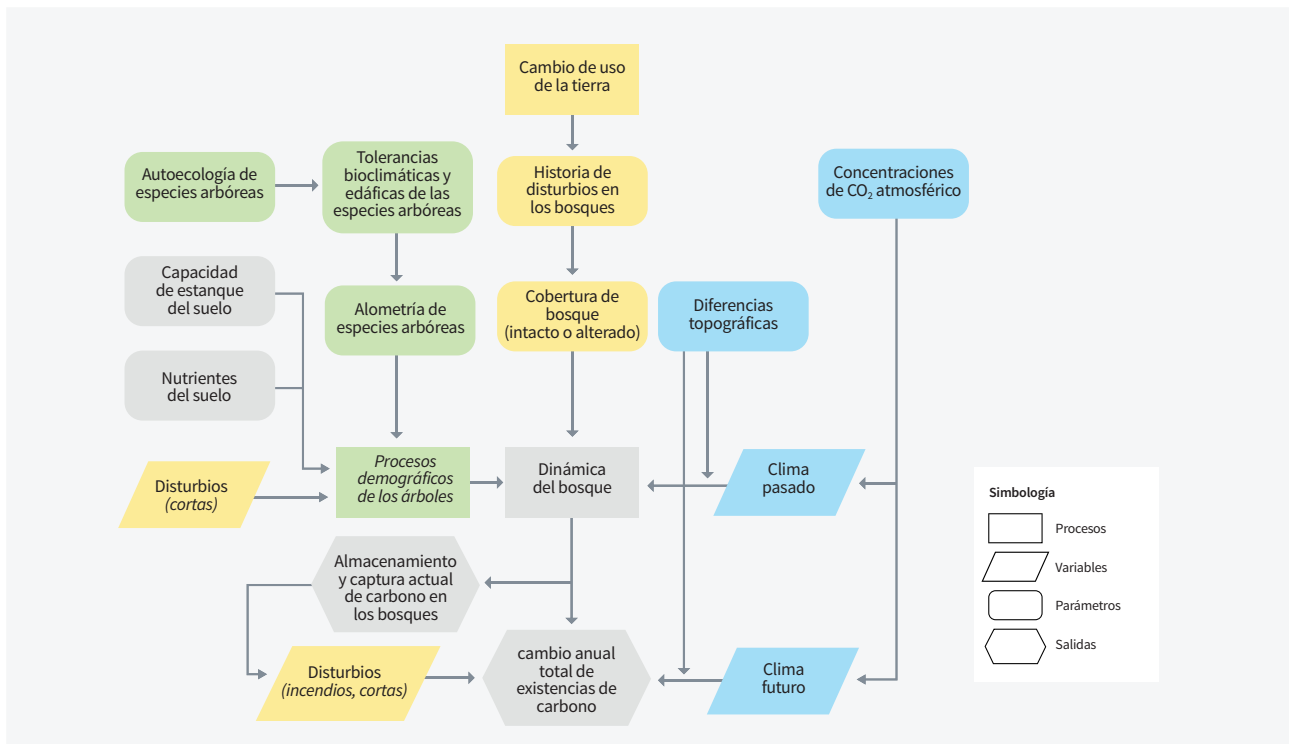 Cambio de uso
de la tierra
Autoecología de
especies arbóreas
Tolerancias
bioclimáticas y
edáficas de las
especies arbóreas
Historia de
disturbios en
los bosques
Concentraciones
de CO₂ atmosférico
Capacidad
de estanque
del suelo
Alometría de
especies arbóreas
Cobertura de
bosque
(intacto o alterado)
Diferencias
topográficas
Nutrientes
del suelo
Disturbios
(cortas)
Procesos
demográficos
de los árboles
Dinámica
del bosque
Clima
pasado
Almacenamiento
y captura actual
de carbono en
los bosques
Disturbios
(incendios, cortas)
cambio anual
total de
existencias de
carbono
Clima
futuro
Simbología
Procesos
Variables
Parámetros
Salidas